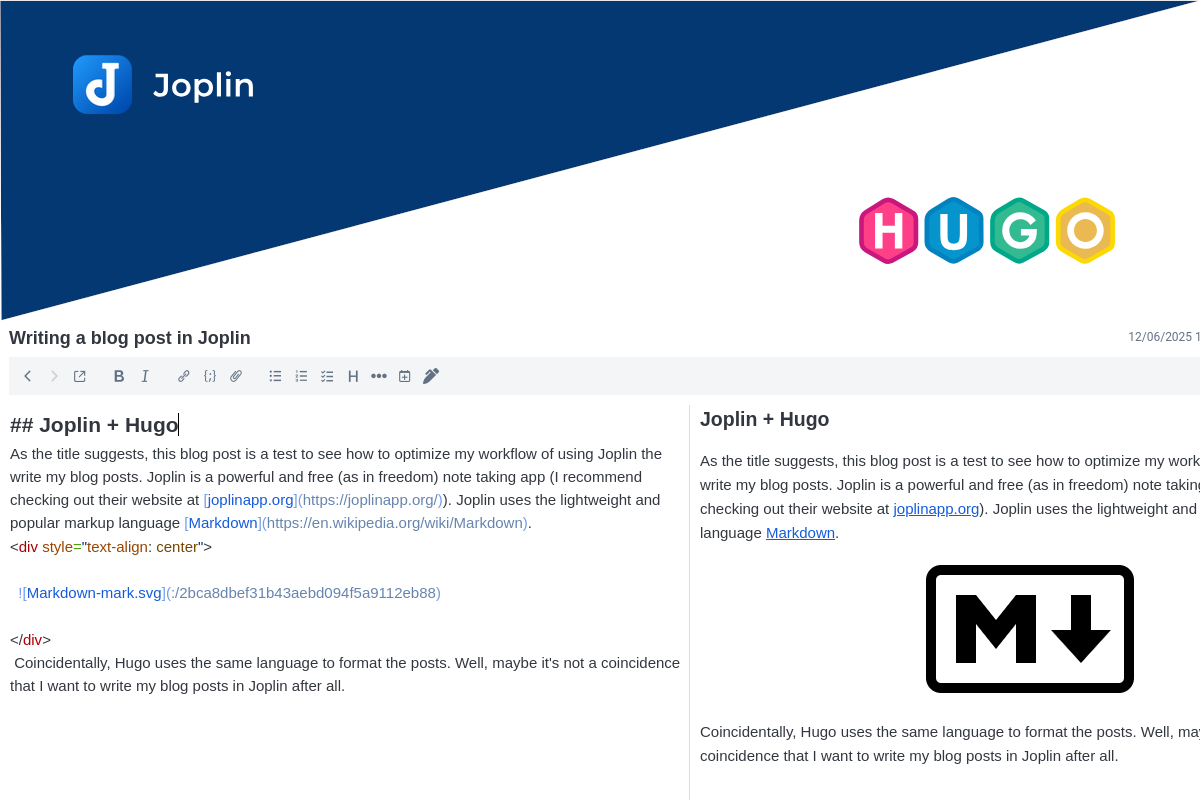 Joplin
HUGO
Writing a blog post in Joplin
12/06/2025 1
## Joplin + Hugo
As the title suggests, this blog post is a test to see how to optimize my workflow of using Joplin the
write my blog posts. Joplin is a powerful and free (as in freedom) note taking app (I recommend
checking out their website at [joplinapp.org](https://joplinapp.org/)). Joplin uses the lightweight and
popular markup language [Markdown](https://en.wikipedia.org/wiki/Markdown).
<div style="text-align: center">
![Markdown-mark.svg](:/2bca8dbef31b43aebd094f5a9112eb88)
</div>
Coincidentally, Hugo uses the same language to format the posts. Well, maybe it's not a coincidence
that I want to write my blog posts in Joplin after all.
Joplin + Hugo
As the title suggests, this blog post is a test to see how to optimize my work
write my blog posts. Joplin is a powerful and free (as in freedom) note taking
checking out their website at joplinapp.org). Joplin uses the lightweight and
language Markdown.
M
Coincidentally, Hugo uses the same language to format the posts. Well, may
coincidence that I want to write my blog posts in Joplin after all.